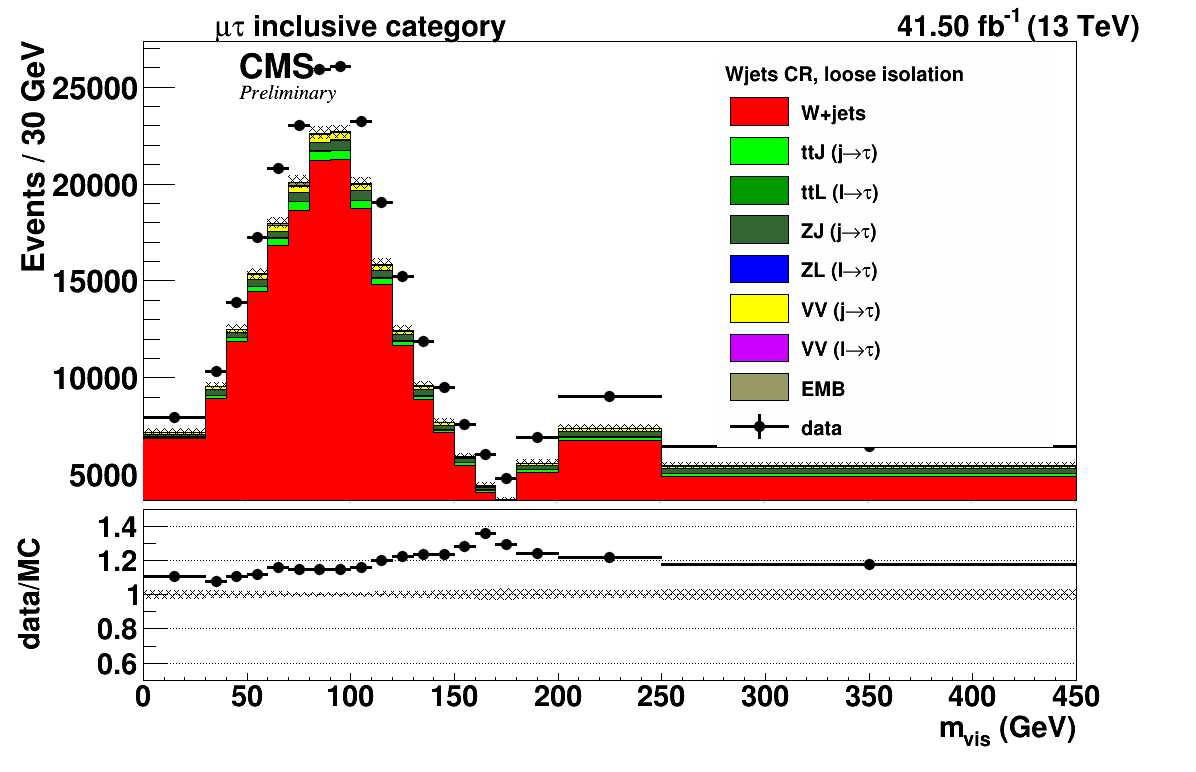 μτ inclusive category
41.50 fb⁻¹ (13 TeV)
CMS
Preliminary
Wjets CR, loose isolation
W+jets
ttJ (j→τ)
ttL (l→τ)
ZJ (j→τ)
ZL (l→τ)
VV (j→τ)
VV (l→τ)
EMB
data
Events / 30 GeV
25000
20000
15000
10000
5000
data/MC
1.4
1.2
1
0.8
0.6
0 50 100 150 200 250 300 350 400 450
m_vis (GeV)